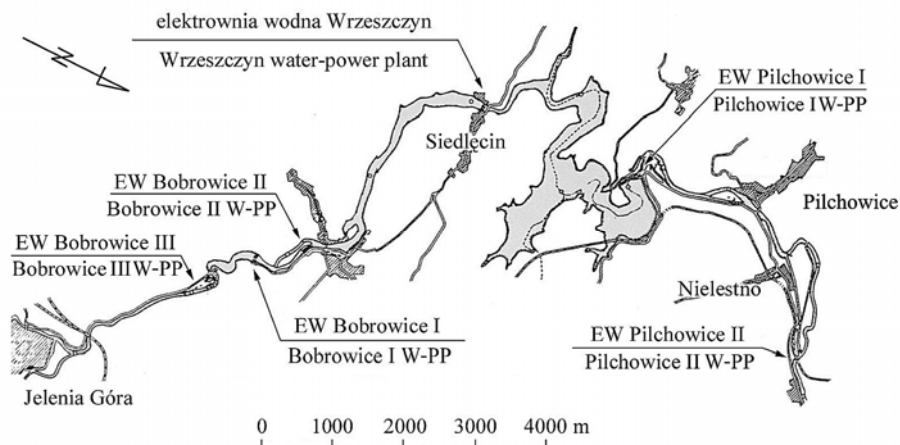 elektrownia wodna Wrzeszczyn
Wrzeszczyn water-power plant
EW Pilchowice I
Pilchowice I W-PP
Siedlęcin
EW Bobrowice II
Bobrowice II W-PP
Pilchowice
EW Bobrowice III
Bobrowice III W-PP
Nielestno
EW Bobrowice I
Bobrowice I W-PP
EW Pilchowice II
Pilchowice II W-PP
Jelenia Góra
0 1000 2000 3000 4000 m